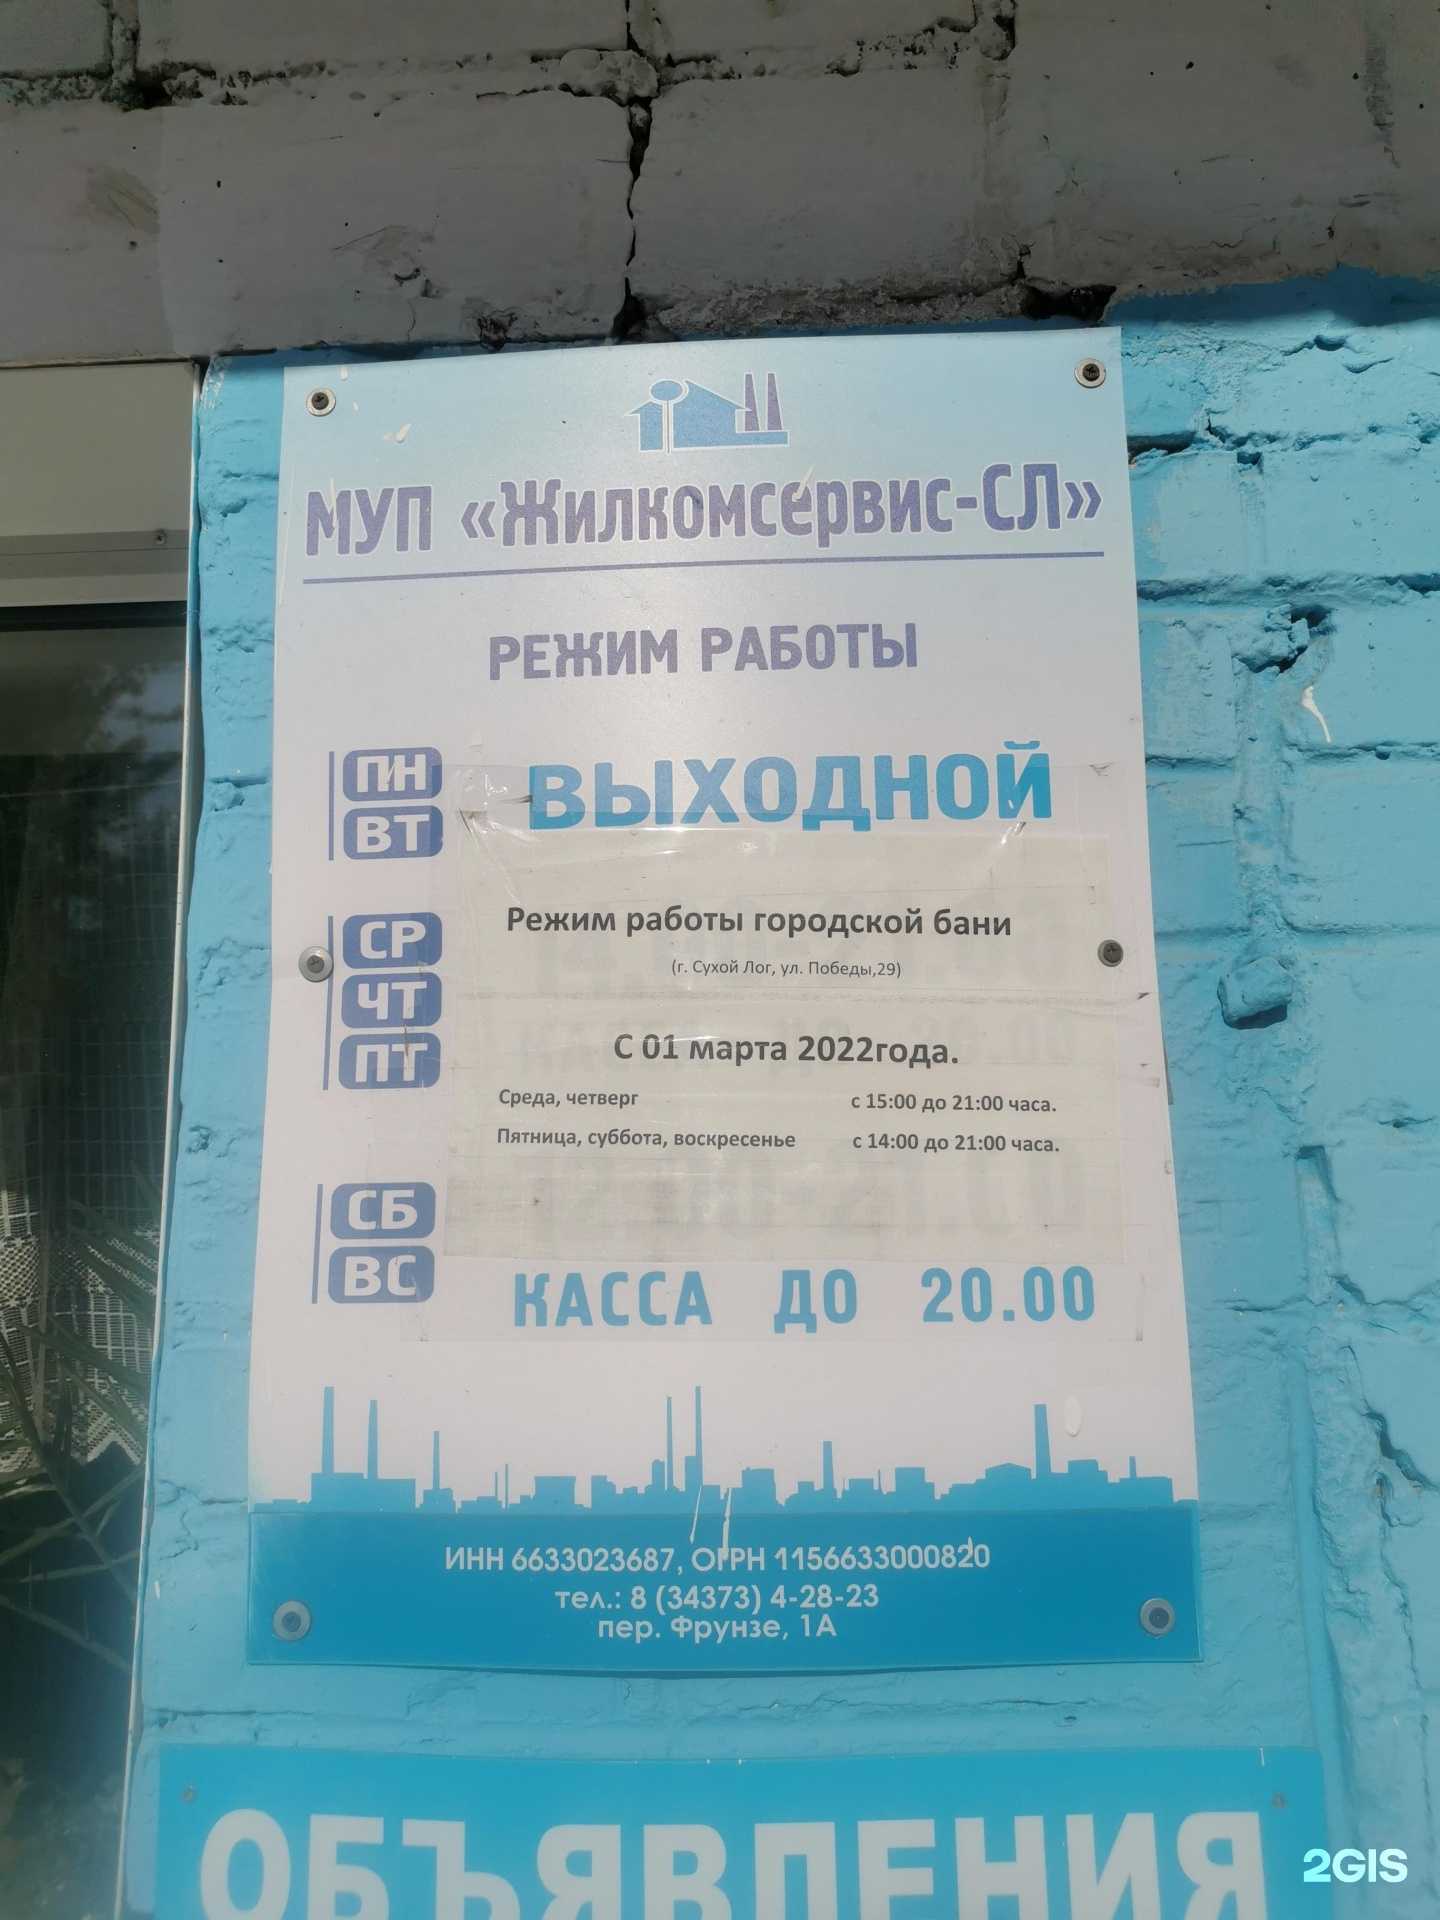 МУП «Жилкомсервис-СЛ»
РЕЖИМ РАБОТЫ
ПН
ВТ
ВЫХОДНОЙ
СР
ЧТ
ПТ
Режим работы городской бани
(г. Сухой Лог, ул. Победы,29)
С 01 марта 2022года.
Среда, четверг с 15:00 до 21:00 часа.
Пятница, суббота, воскресенье с 14:00 до 21:00 часа.
СБ
ВС
КАССА ДО 20.00
ИНН 6633023687, ОГРН 1156633000820
тел.: 8 (34373) 4-28-23
пер. Фрунзе, 1А
ОБЪЯВЛЕНИЯ
2GIS